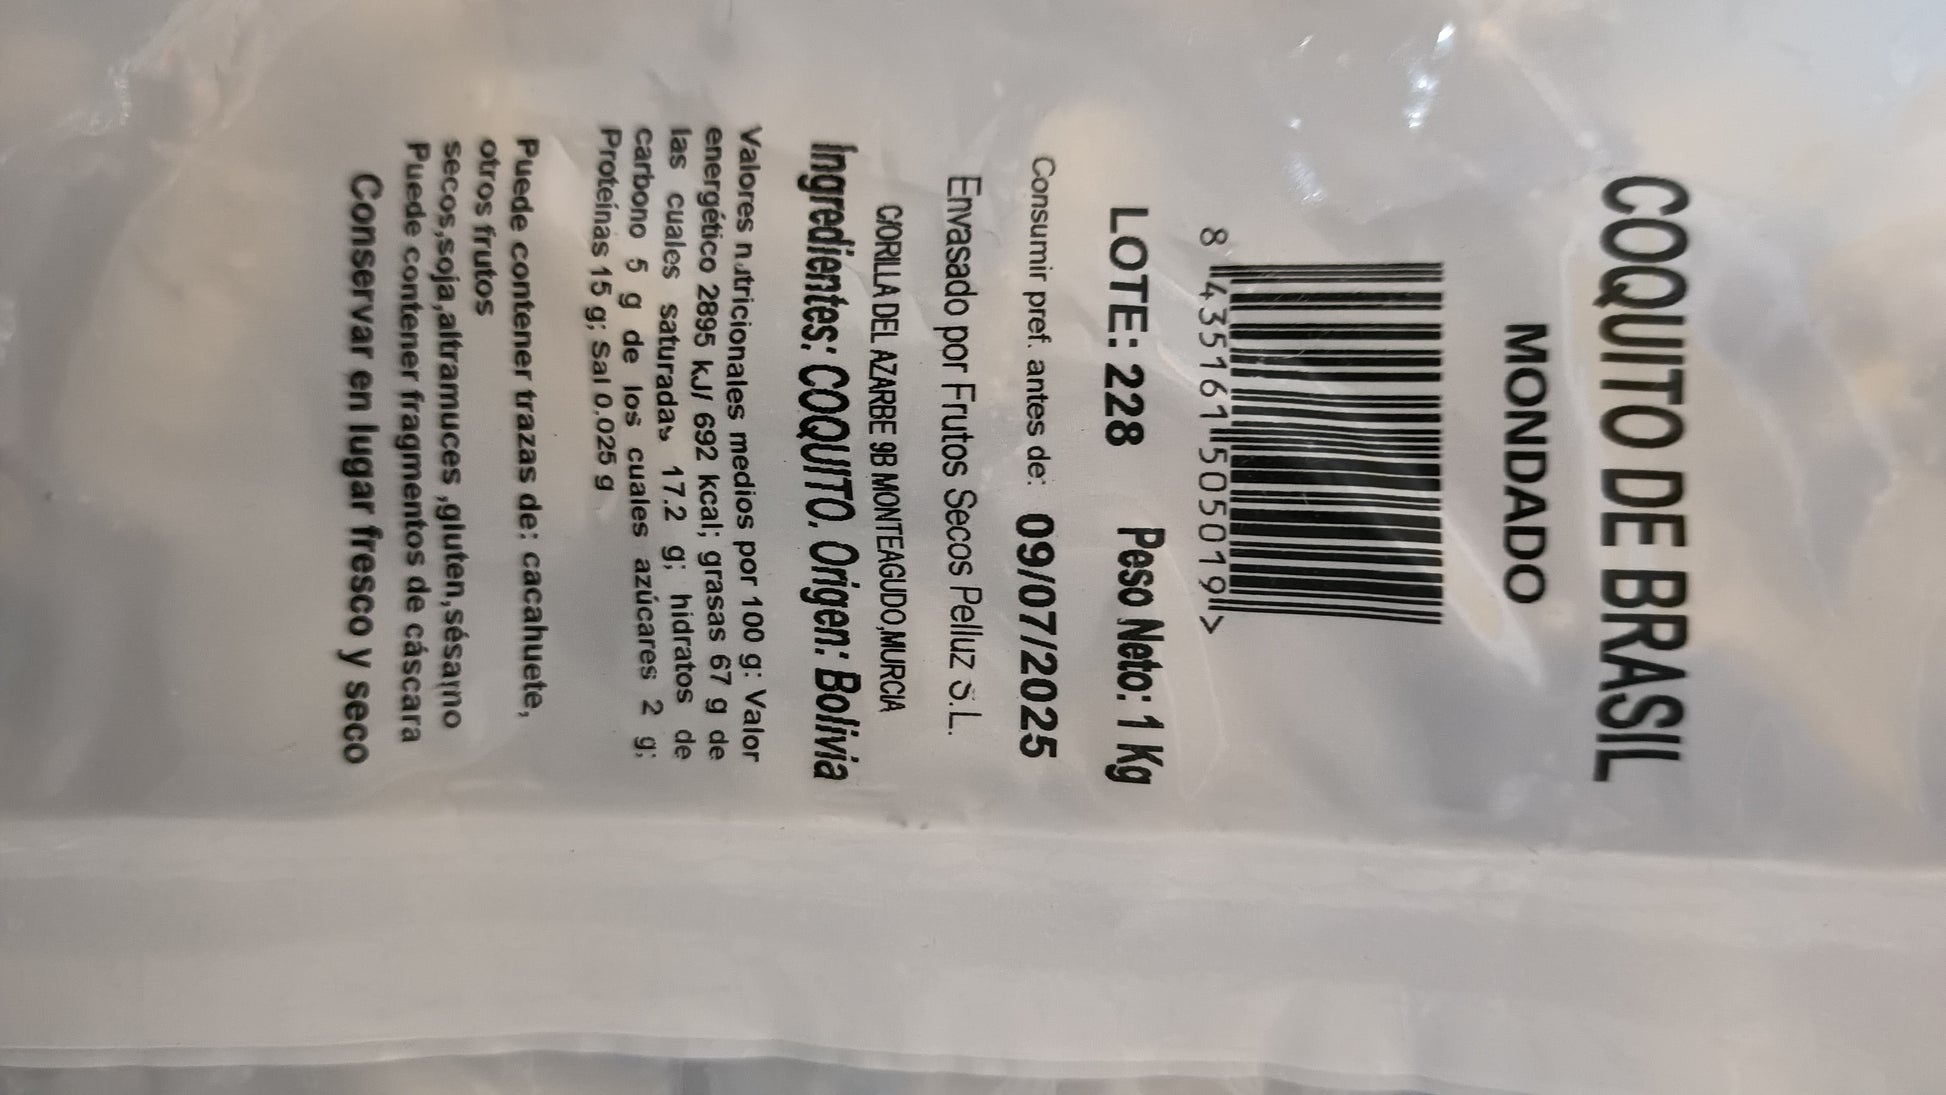 COQUITO DE BRASIL
MONDADO
8 435161 505019 >
LOTE: 228 Peso Neto: 1 Kg
Consumir pref. antes de: 09/07/2025
Envasado por Frutos Secos Pelluz S.L.
C/ORILLA DEL AZARBE 9B MONTEAGUDO,MURCIA
Ingredientes: COQUITO. Origen: Bolivia
Valores nutricionales medios por 100 g: Valor
energético 2895 kJ/ 692 kcal; grasas 67 g de
las cuales saturadas 17.2 g; hidratos de
carbono 5 g de los cuales azúcares 2 g;
Proteínas 15 g; Sal 0.025 g
Puede contener trazas de: cacahuete,
otros frutos
secos,soja,altramuces ,gluten,sésamo
Puede contener fragmentos de cáscara
Conservar en lugar fresco y seco